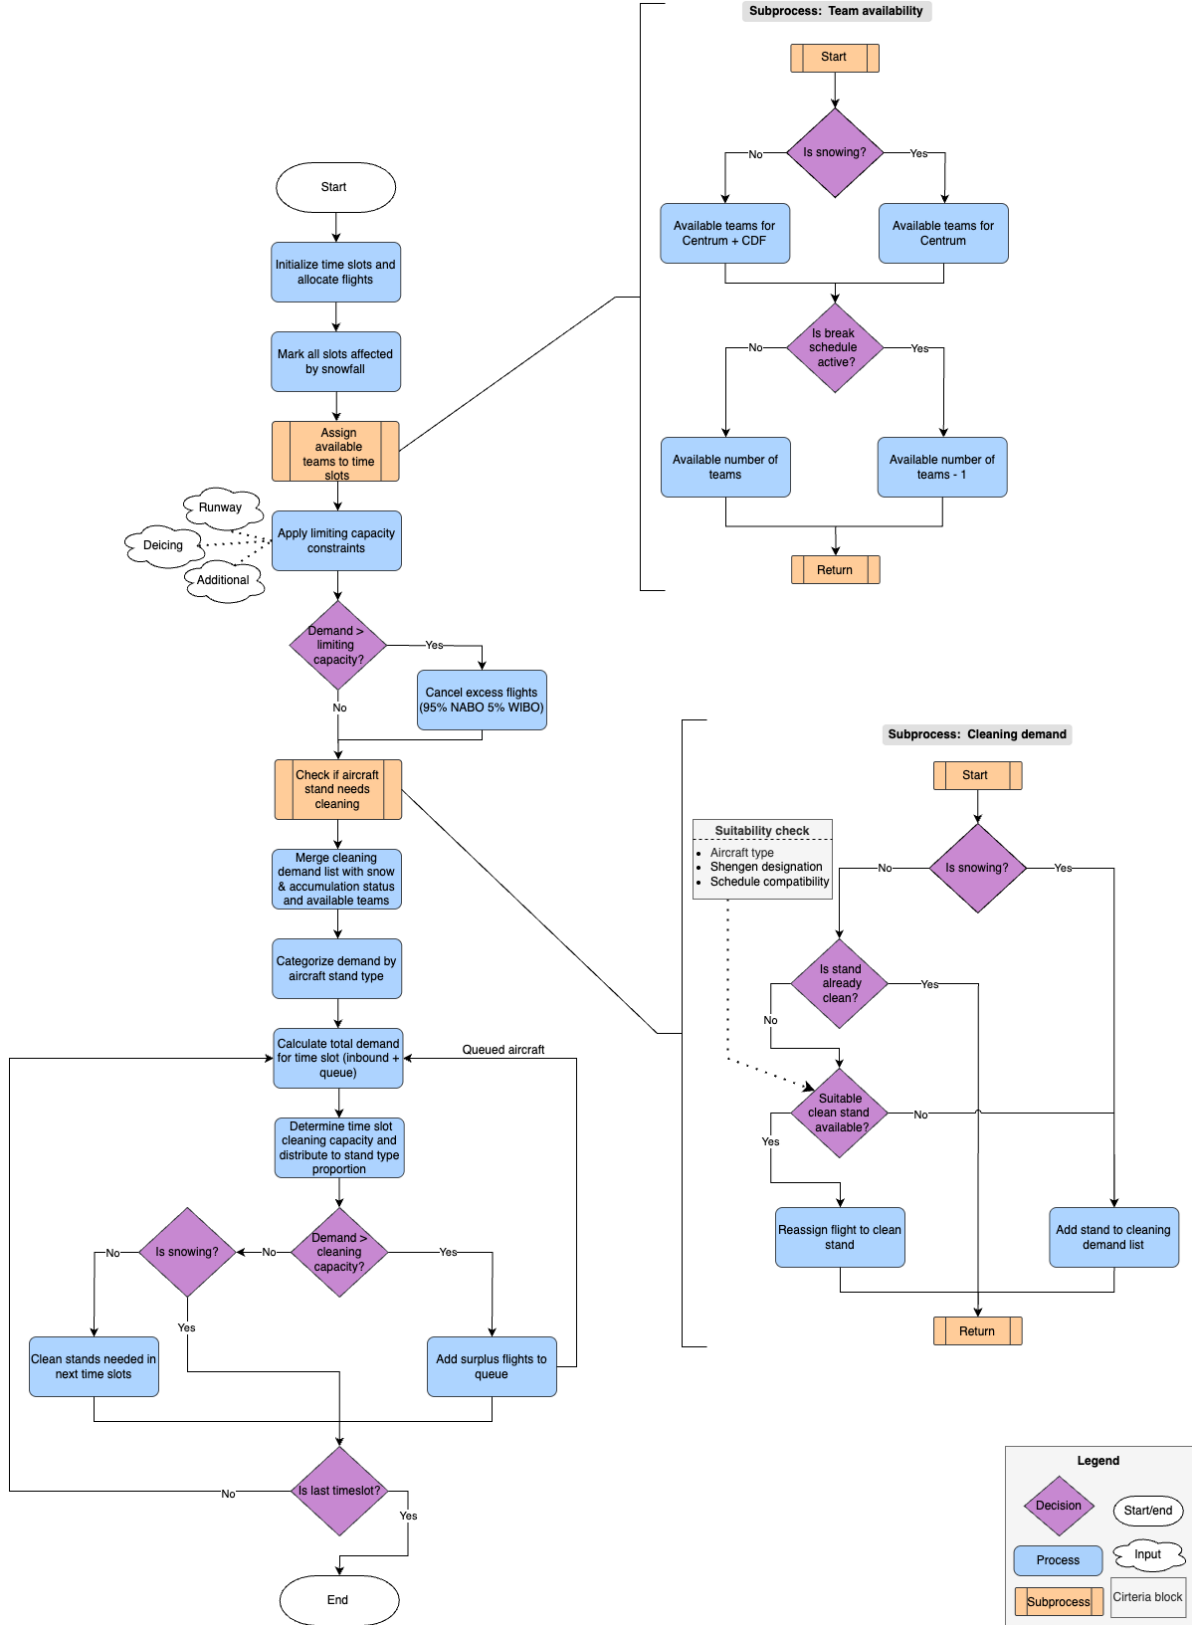 Subprocess:  Team availability
Start
Is snowing?
No
Yes
Available teams for
Centrum + CDF
Available teams for
Centrum
Is break
schedule
active?
No
Yes
Available number of
teams
Available number of
teams - 1
Return
Start
Initialize time slots and
allocate flights
Mark all slots affected
by snowfall
Assign
available
teams to time
slots
Runway
Deicing
Additional
Apply limiting capacity
constraints
Demand >
limiting
capacity?
Yes
No
Cancel excess flights
(95% NABO 5% WIBO)
Check if aircraft
stand needs
cleaning
Merge cleaning
demand list with snow
& accumulation status
and available teams
Categorize demand by
aircraft stand type
Calculate total demand
for time slot (inbound +
queue)
Queued aircraft
Determine time slot
cleaning capacity and
distribute to stand type
proportion
Demand >
cleaning
capacity?
No
Yes
Is snowing?
No
Yes
Clean stands needed in
next time slots
Add surplus flights to
queue
Is last timeslot?
No
Yes
End
Subprocess:  Cleaning demand
Start
Is snowing?
No
Yes
Suitability check
• Aircraft type
• Shengen designation
• Schedule compatibility
Is stand
already
clean?
Yes
No
Suitable
clean stand
available?
No
Yes
Reassign flight to clean
stand
Add stand to cleaning
demand list
Return
Legend
Decision
Start/end
Process
Input
Subprocess
Cirteria block